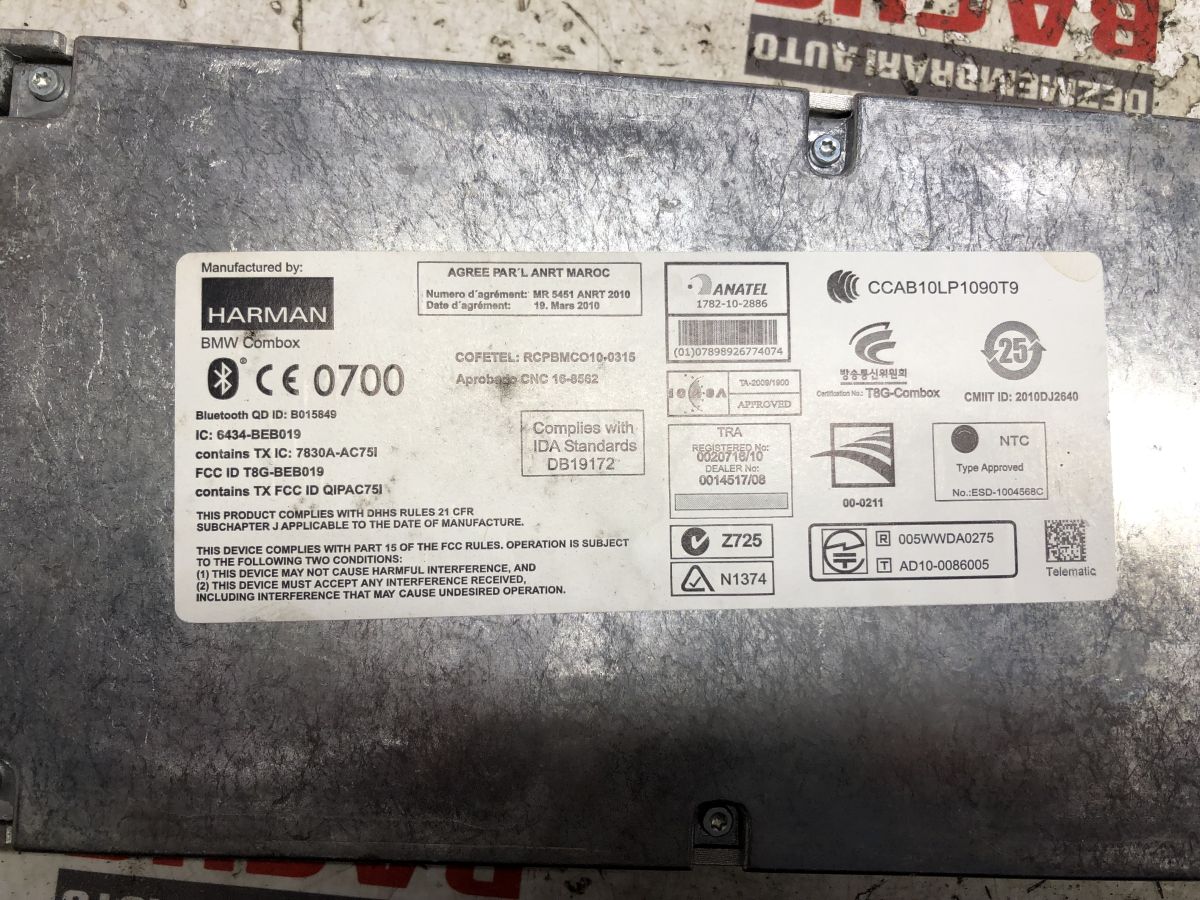 DEZMEMBRARI AUTO
Manufactured by:
HARMAN
BMW Combox
CE 0700
Bluetooth QD ID: B015849
IC: 6434-BEB019
contains TX IC: 7830A-AC75I
FCC ID T8G-BEB019
contains TX FCC ID QIPAC75I
THIS PRODUCT COMPLIES WITH DHHS RULES 21 CFR
SUBCHAPTER J APPLICABLE TO THE DATE OF MANUFACTURE.
THIS DEVICE COMPLIES WITH PART 15 OF THE FCC RULES. OPERATION IS SUBJECT
TO THE FOLLOWING TWO CONDITIONS:
(1) THIS DEVICE MAY NOT CAUSE HARMFUL INTERFERENCE, AND
(2) THIS DEVICE MUST ACCEPT ANY INTERFERENCE RECEIVED,
INCLUDING INTERFERENCE THAT MAY CAUSE UNDESIRED OPERATION.
AGREE PAR´L ANRT MAROC
Numero d´agrément: MR 5451 ANRT 2010
Date d´agrément: 19. Mars 2010
COFETEL: RCPBMCO10-0315
Aprobado CNC 16-8562
Complies with
IDA Standards
DB19172
ANATEL
1782-10-2886
(01)07898926774074
ICASA
TA-2009/1900
APPROVED
TRA
REGISTERED No:
0020716/10
DEALER No:
0014517/08
Z725
N1374
CCAB10LP1090T9
방송통신위원회
Certification No.: T8G-Combox
25
CMIIT ID: 2010DJ2640
00-0211
NTC
Type Approved
No.:ESD-1004568C
R 005WWDA0275
T AD10-0086005
Telematic